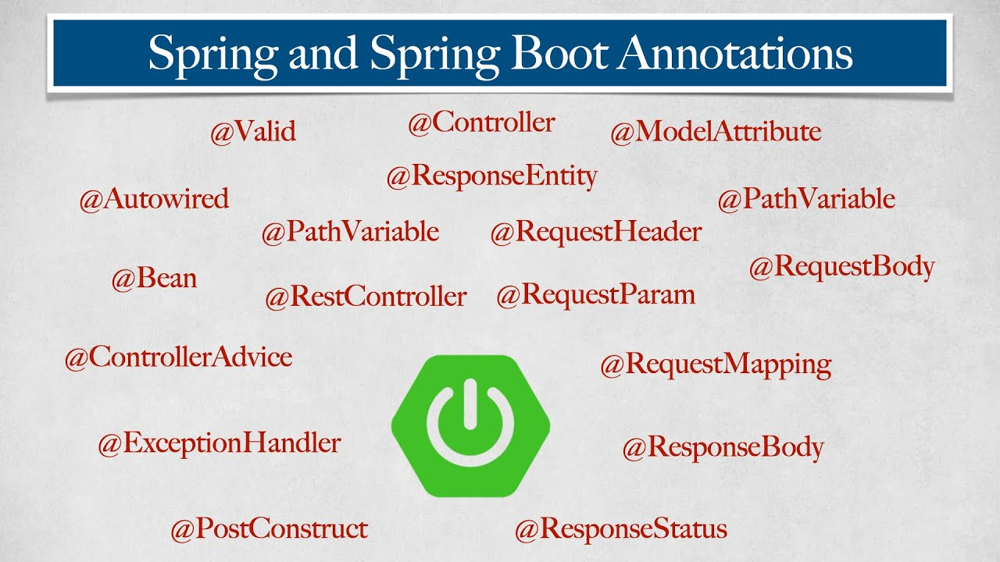 Spring and Spring Boot Annotations
@Valid
@Controller
@ModelAttribute
@ResponseEntity
@Autowired
@PathVariable
@PathVariable
@RequestHeader
@Bean
@RequestBody
@RestController
@RequestParam
@ControllerAdvice
@RequestMapping
@ExceptionHandler
@ResponseBody
@PostConstruct
@ResponseStatus